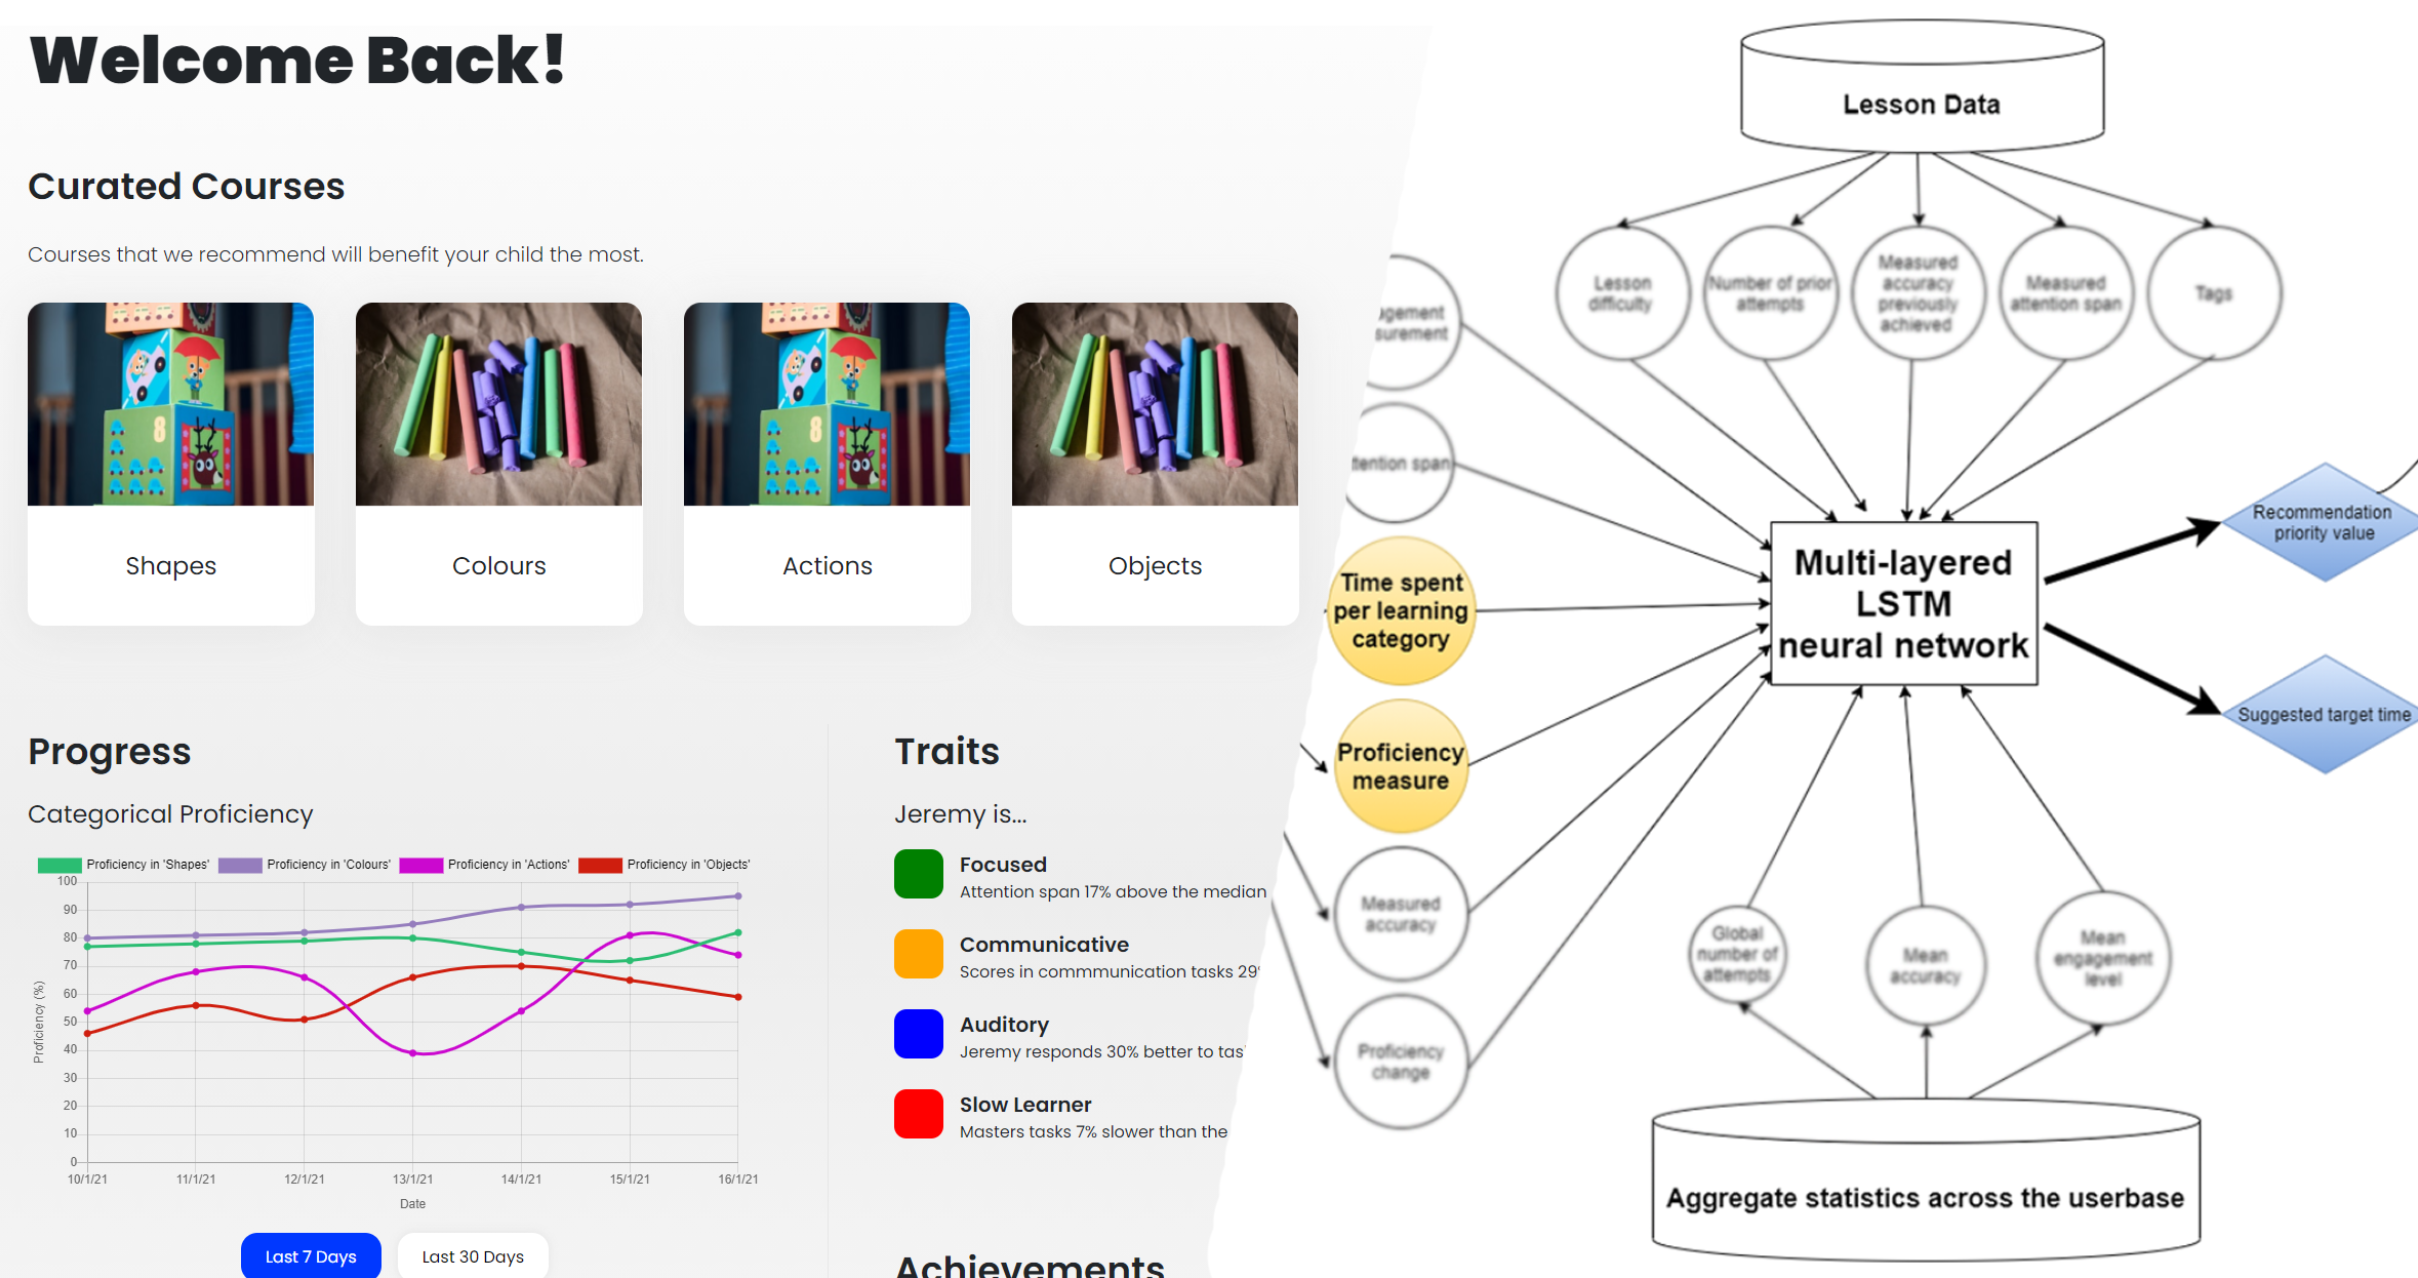 Welcome Back!
Curated Courses
Courses that we recommend will benefit your child the most.
Shapes
Colours
Actions
Objects
Progress
Categorical Proficiency
Proficiency in 'Shapes'
Proficiency in 'Colours'
Proficiency in 'Actions'
Proficiency in 'Objects'
Proficiency (%)
100
90
80
70
60
50
40
30
20
10
0
10/1/21
11/1/21
12/1/21
13/1/21
14/1/21
15/1/21
16/1/21
Date
Last 7 Days
Last 30 Days
Traits
Jeremy is...
Focused
Attention span 17% above the median
Communicative
Scores in commmunication tasks 29
Auditory
Jeremy responds 30% better to tas
Slow Learner
Masters tasks 7% slower than the
Achievements
Lesson Data
Lesson
difficulty
Number of prior
attempts
Measured
accuracy
previously
achieved
Measured
attention span
Tags
gement
surement
tention span
Time spent
per learning
category
Proficiency
measure
Measured
accuracy
Proficiency
change
Multi-layered
LSTM
neural network
Recommendation
priority value
Suggested target time
Global
number of
attempts
Mean
accuracy
Mean
engagement
level
Aggregate statistics across the userbase
8
8